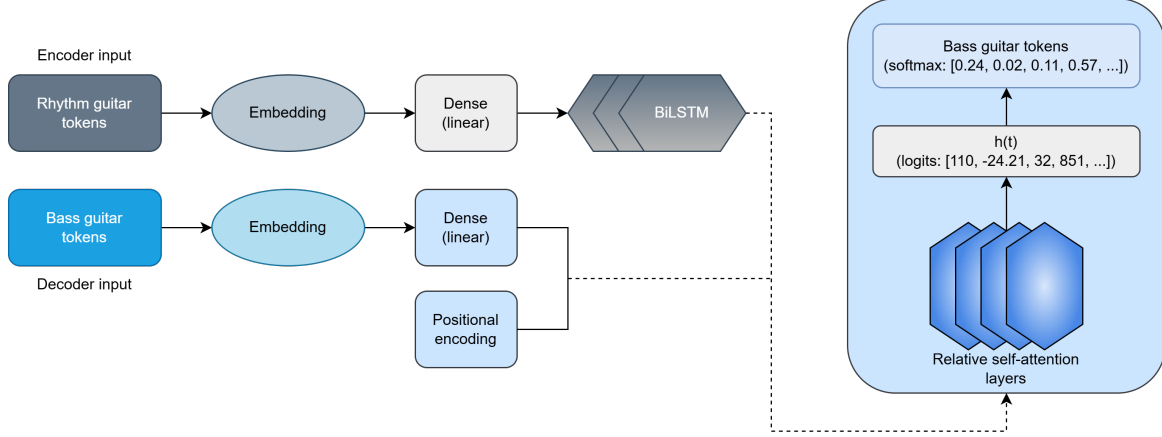 Encoder input
Rhythm guitar
tokens
Embedding
Dense
(linear)
BiLSTM
Bass guitar
tokens
Decoder input
Embedding
Dense
(linear)
Positional
encoding
Bass guitar tokens
(softmax: [0.24, 0.02, 0.11, 0.57, ...])
h(t)
(logits: [110, -24.21, 32, 851, ...])
Relative self-attention
layers